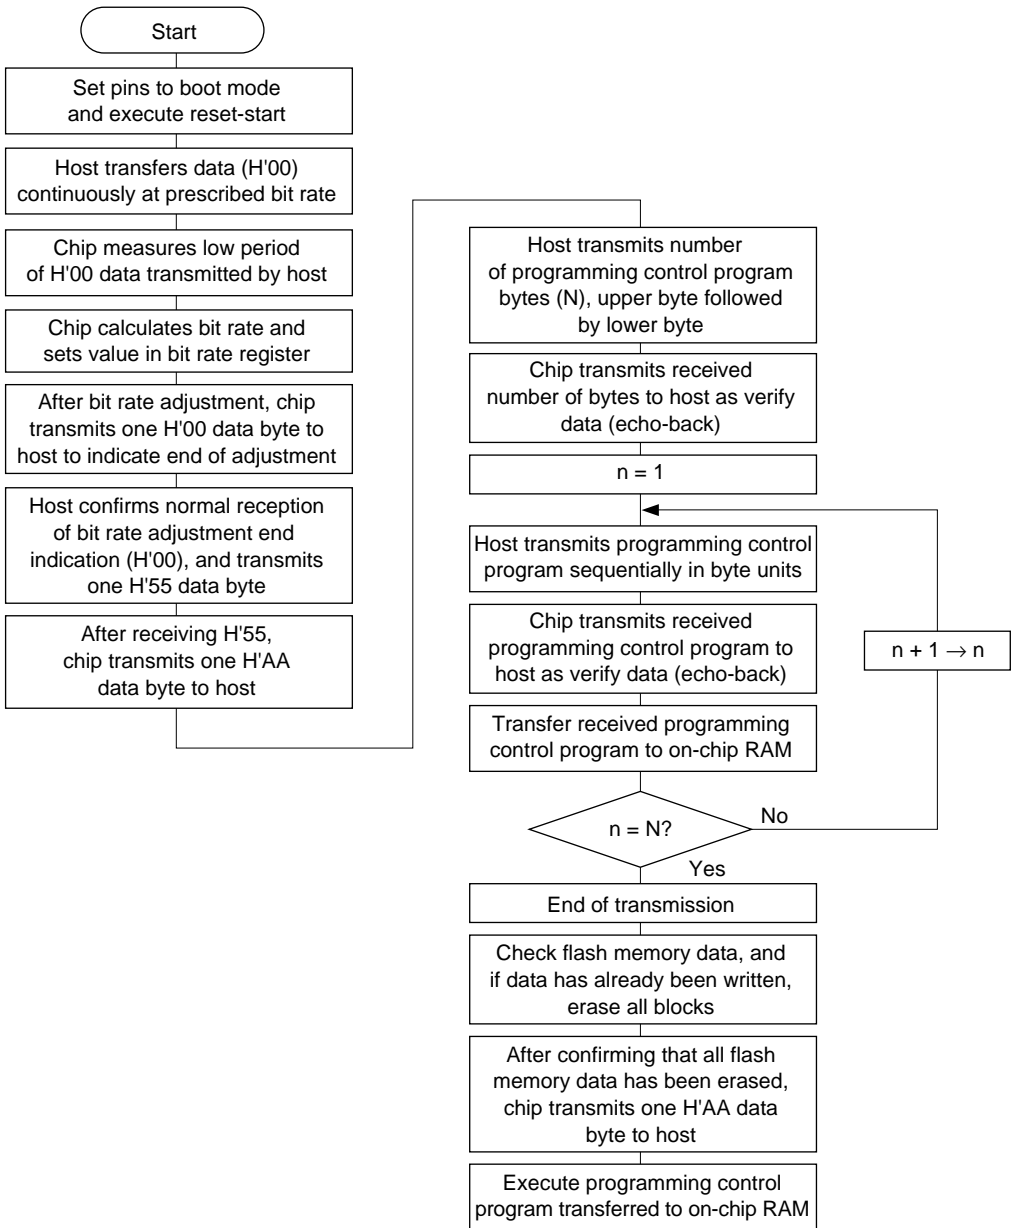 Start
Set pins to boot mode
and execute reset-start
Host transfers data (H'00)
continuously at prescribed bit rate
Chip measures low period
of H'00 data transmitted by host
Chip calculates bit rate and
sets value in bit rate register
After bit rate adjustment, chip
transmits one H'00 data byte to
host to indicate end of adjustment
Host confirms normal reception
of bit rate adjustment end
indication (H'00), and transmits
one H'55 data byte
After receiving H'55,
chip transmits one H'AA
data byte to host
Host transmits number
of programming control program
bytes (N), upper byte followed
by lower byte
Chip transmits received
number of bytes to host as verify
data (echo-back)
n = 1
Host transmits programming control
program sequentially in byte units
Chip transmits received
programming control program to
host as verify data (echo-back)
n + 1 → n
Transfer received programming
control program to on-chip RAM
n = N?
No
Yes
End of transmission
Check flash memory data, and
if data has already been written,
erase all blocks
After confirming that all flash
memory data has been erased,
chip transmits one H'AA data
byte to host
Execute programming control
program transferred to on-chip RAM